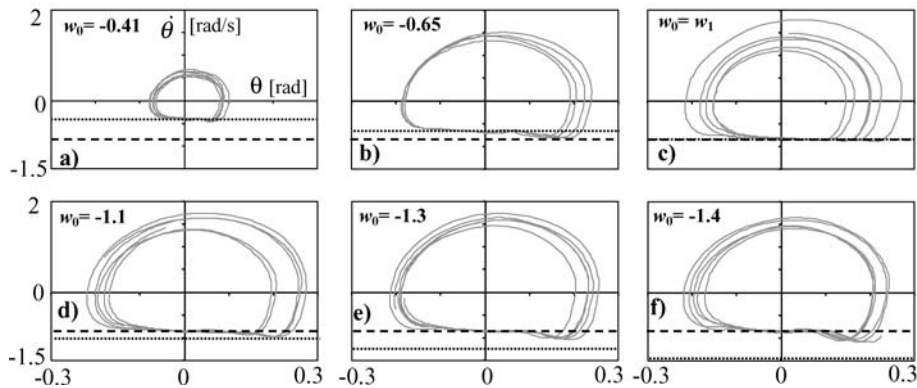 2 w₀= -0.41 θ̇ [rad/s] w₀= -0.65 w₀= w₁
θ [rad]
0
a) b) c)
-1.5
2 w₀= -1.1 w₀= -1.3 w₀= -1.4
0
d) e) f)
-1.5
-0.3 0 0.3 -0.3 0 0.3 -0.3 0 0.3